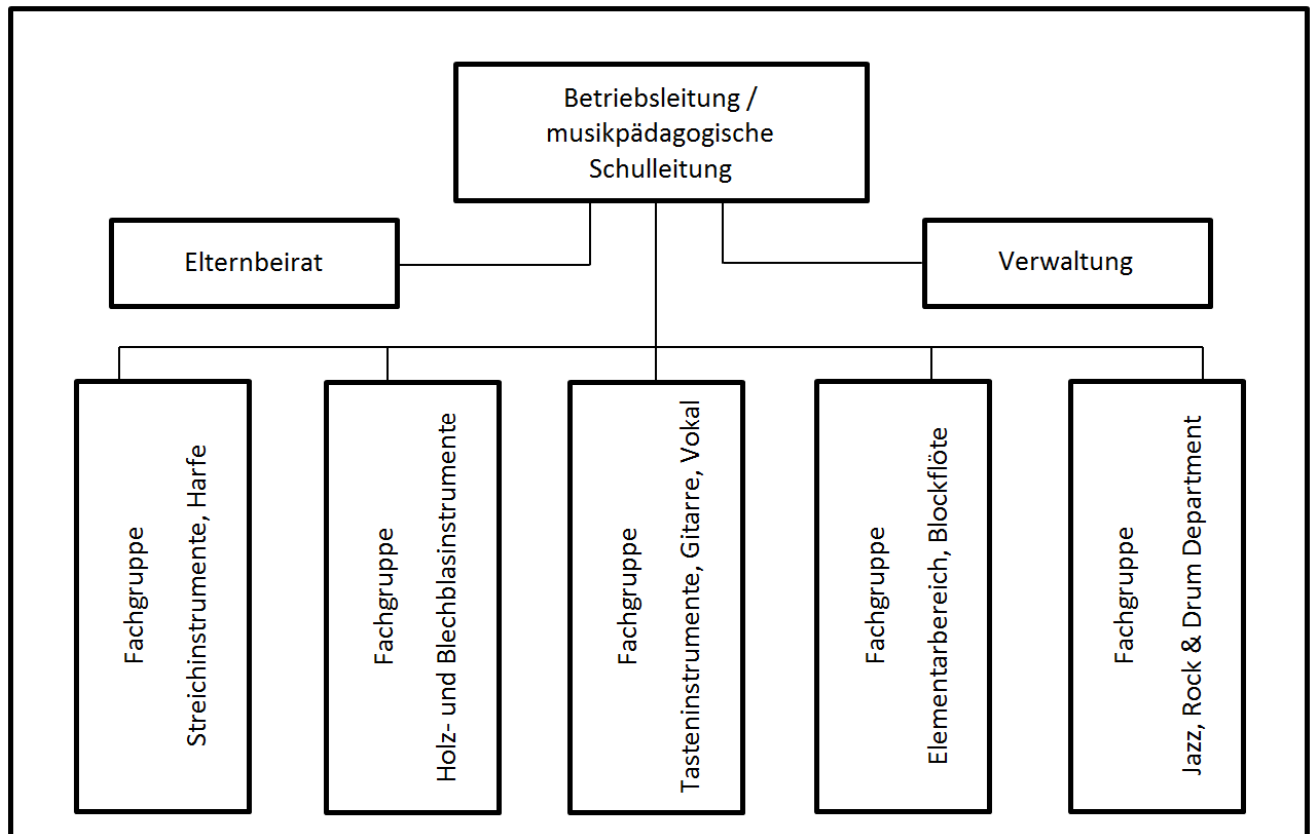 Betriebsleitung /
musikpädagogische
Schulleitung
Elternbeirat
Verwaltung
Fachgruppe
Streichinstrumente, Harfe
Fachgruppe
Holz- und Blechblasinstrumente
Fachgruppe
Tasteninstrumente, Gitarre, Vokal
Fachgruppe
Elementarbereich, Blockflöte
Fachgruppe
Jazz, Rock & Drum Department